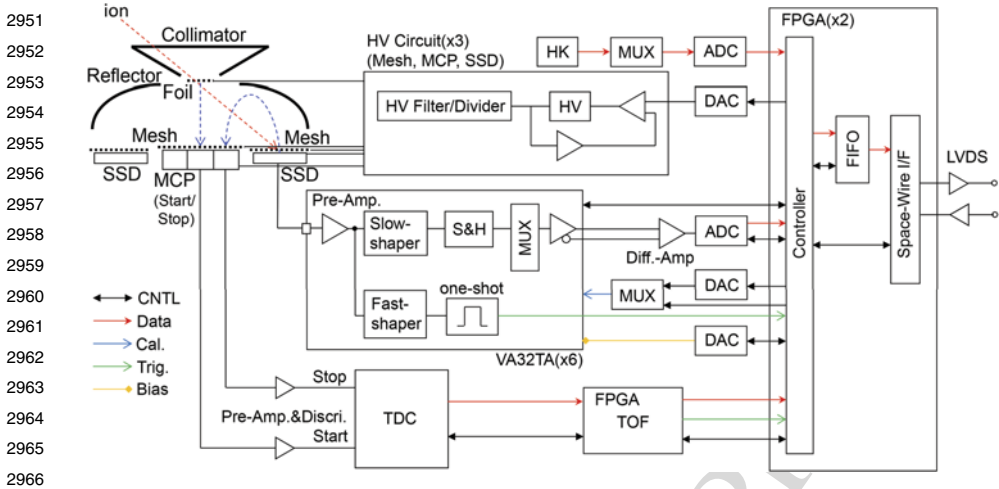 2951
2952
2953
2954
2955
2956
2957
2958
2959
2960
2961
2962
2963
2964
2965
2966
ion
Collimator
Reflector
Foil
Mesh
Mesh
SSD
MCP
(Start/
Stop)
SSD
HV Circuit(x3)
(Mesh, MCP, SSD)
HV Filter/Divider
HV
HK
MUX
ADC
DAC
FPGA(x2)
Controller
FIFO
Space-Wire I/F
LVDS
Pre-Amp.
Slow-
shaper
S&H
MUX
Diff.-Amp
ADC
Fast-
shaper
one-shot
MUX
DAC
DAC
VA32TA(x6)
CNTL
Data
Cal.
Trig.
Bias
Stop
Pre-Amp.&Discri.
Start
TDC
FPGA
TOF